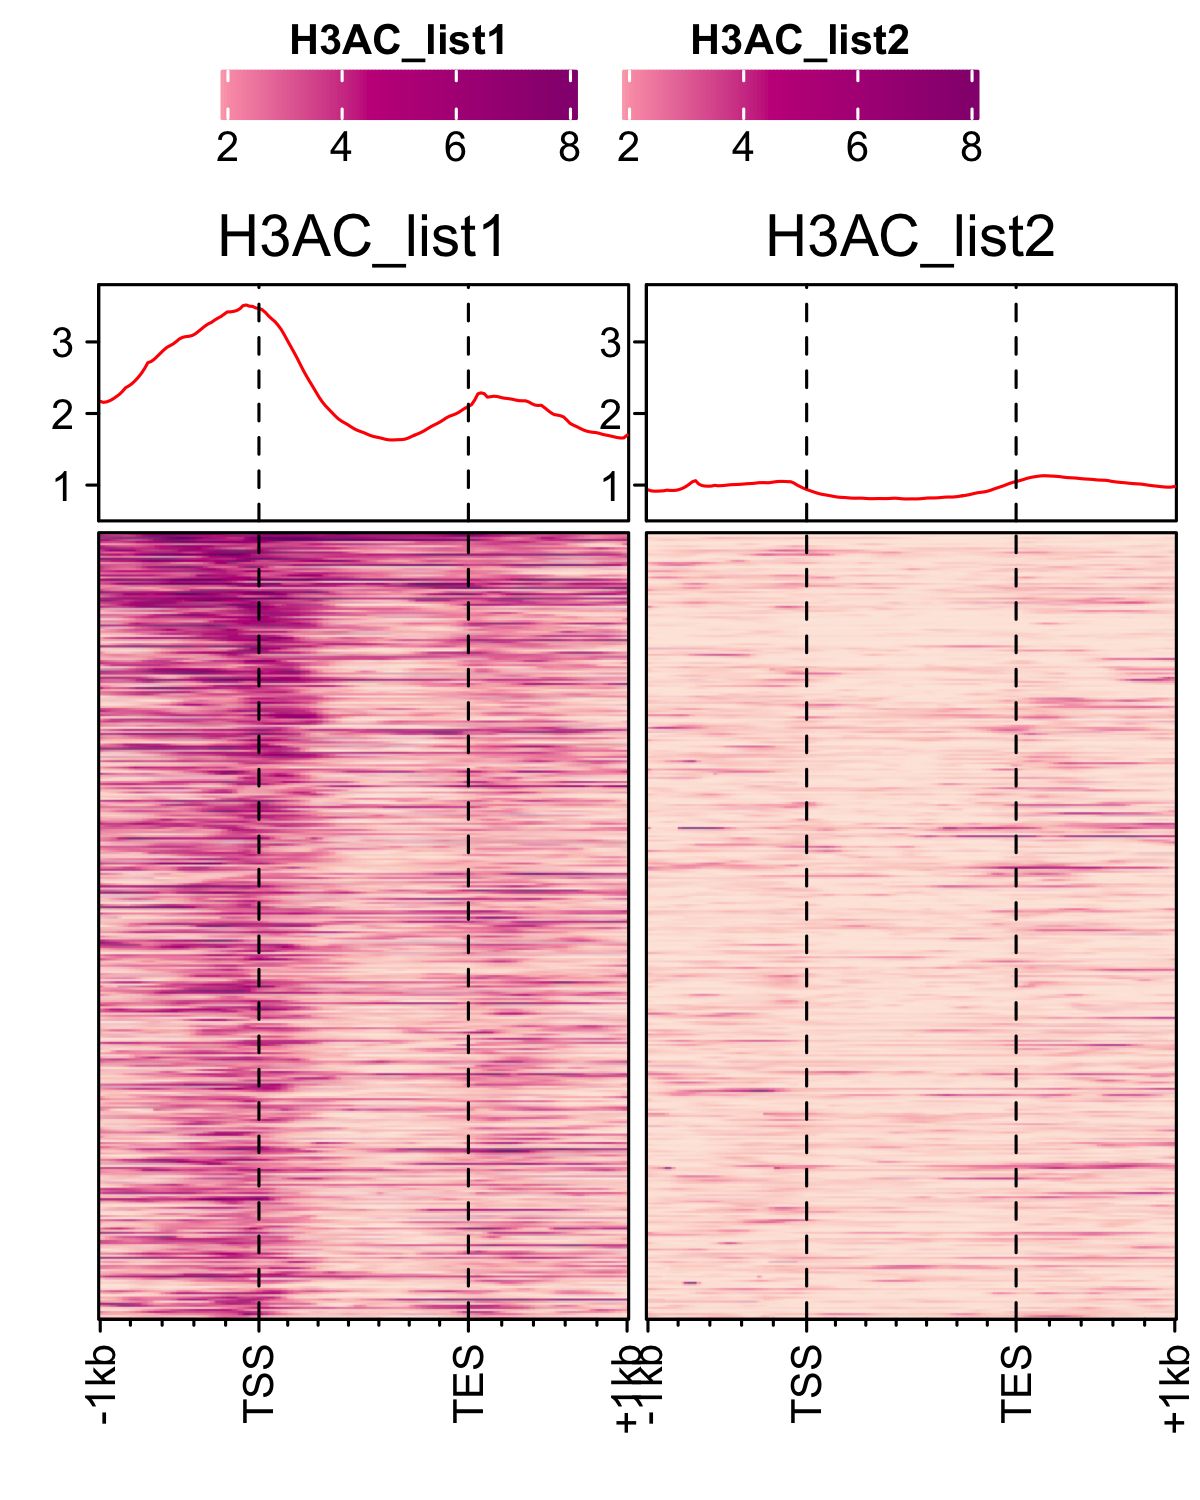 H3AC_list1 H3AC_list2
2 4 6 8 2 4 6 8
H3AC_list1 H3AC_list2
3 3
2 2
1 1
-1kb TSS TES +1kb -1kb TSS TES +1kb